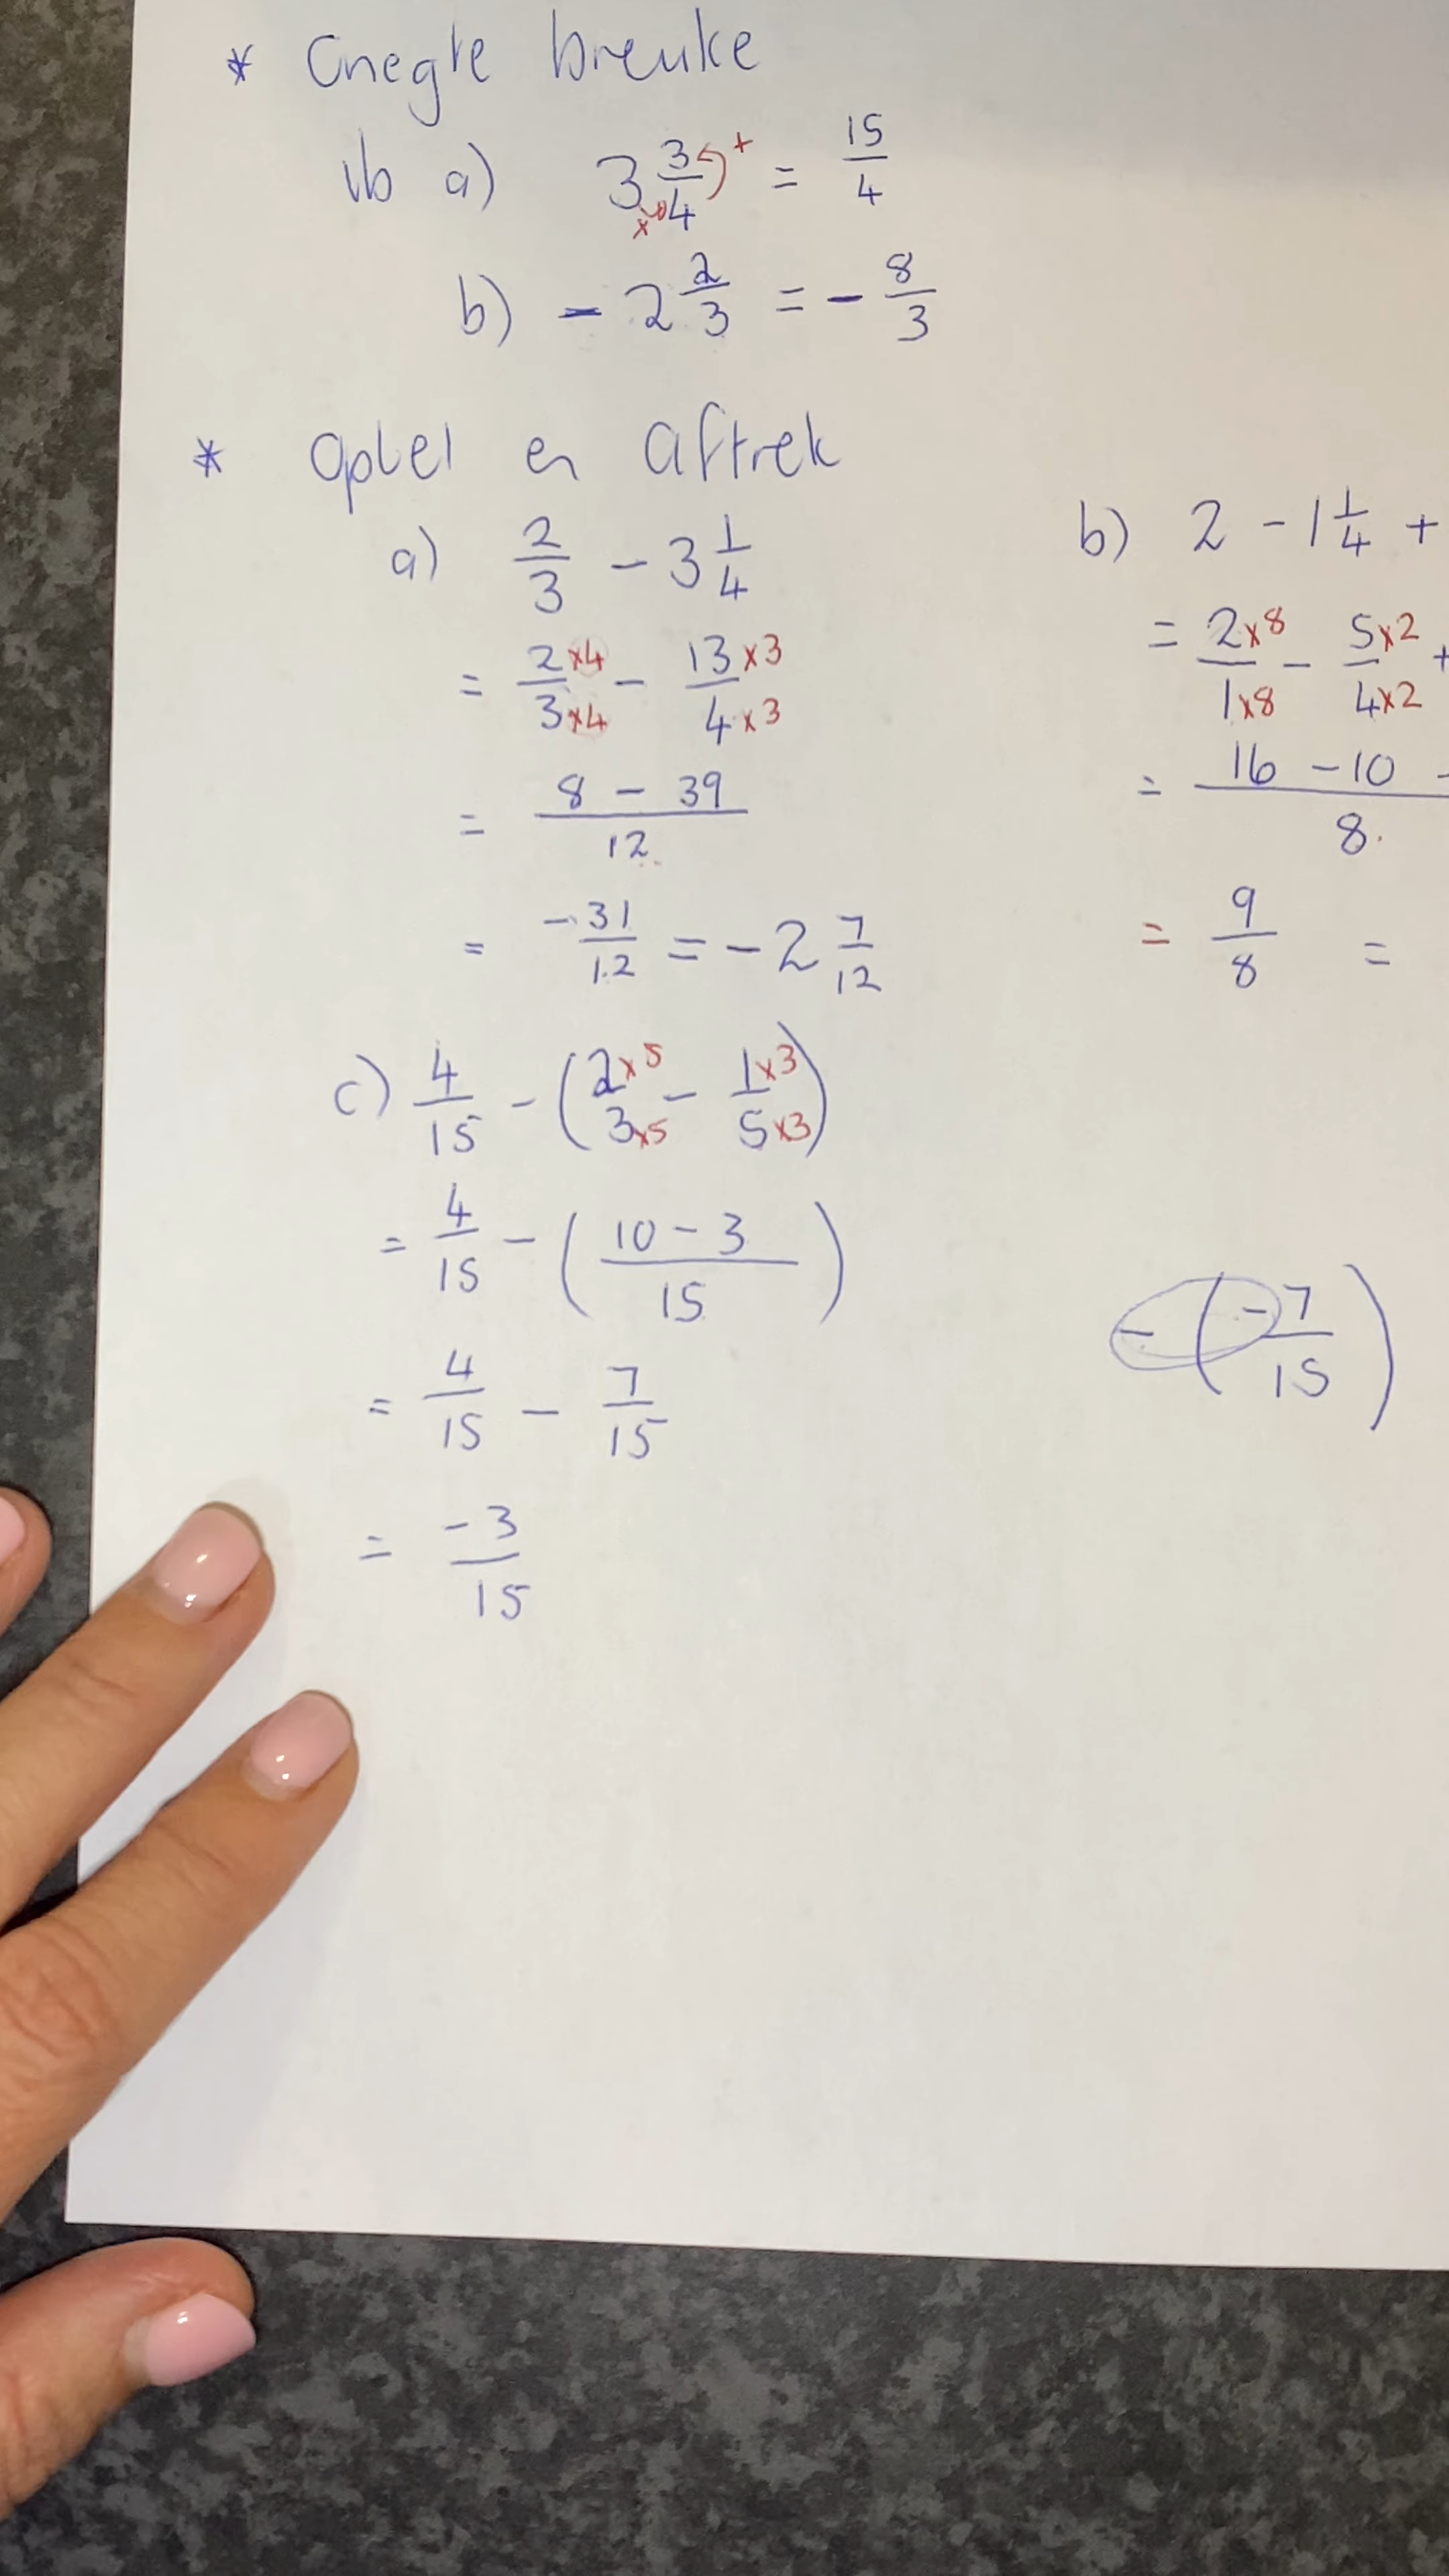 * Onegte breuke
vb a) 3 3/4 = 15/4
x +
b) - 2 2/3 = - 8/3
* Optel en Aftrek
a) 2/3 - 3 1/4
= 2x4/3x4 - 13x3/4x3
= 8 - 39/12
= -31/12 = -2 7/12
b) 2 - 1 1/4 +
= 2x8/1x8 - 5x2/4x2 +
= 16 - 10 -/8
= 9/8 =
c) 4/15 - (2x5/3x5 - 1x3/5x3)
= 4/15 - (10 - 3/15)
= 4/15 - 7/15
= -3/15
- (-7/15)